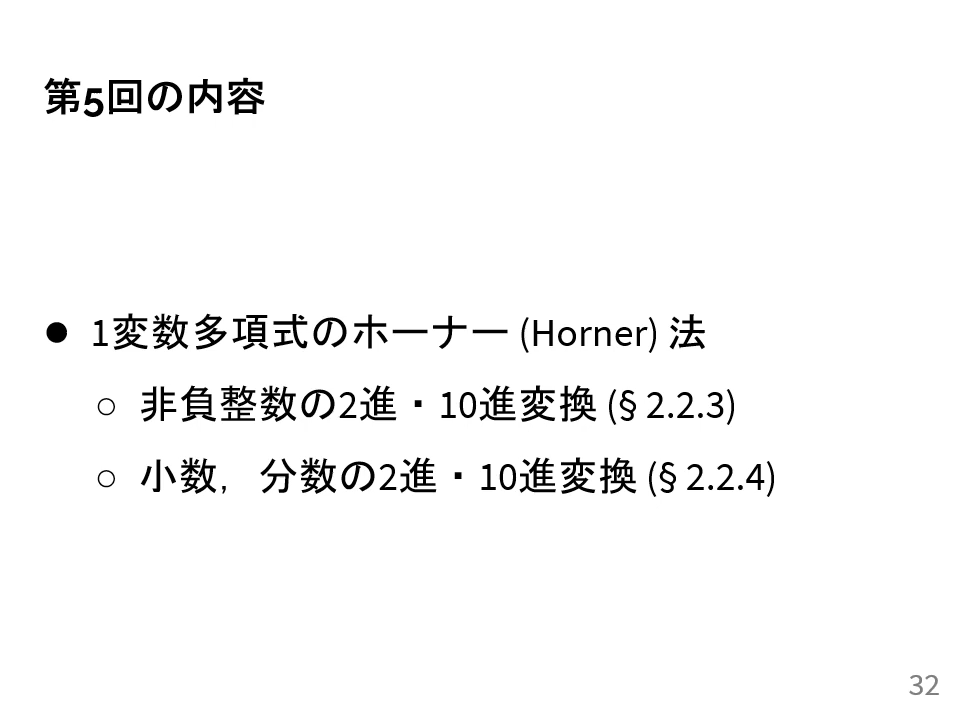 第5回の内容
● 1変数多項式のホーナー (Horner) 法
○ 非負整数の2進・10進変換 (§ 2.2.3)
○ 小数，分数の2進・10進変換 (§ 2.2.4)
32